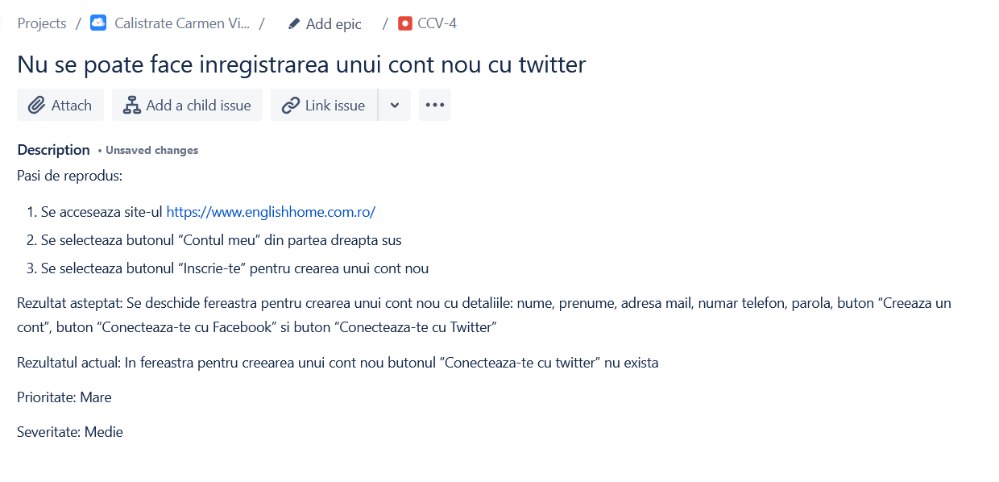 Projects / Calistrate Carmen Vi... / Add epic / CCV-4
Nu se poate face inregistrarea unui cont nou cu twitter
Attach Add a child issue Link issue
Description • Unsaved changes
Pasi de reprodus:
1. Se acceseaza site-ul https://www.englishhome.com.ro/
2. Se selecteaza butonul “Contul meu” din partea dreapta sus
3. Se selecteaza butonul “Inscrie-te” pentru crearea unui cont nou
Rezultat asteptat: Se deschide fereastra pentru crearea unui cont nou cu detaliile: nume, prenume, adresa mail, numar telefon, parola, buton “Creeaza un
cont”, buton “Conecteaza-te cu Facebook” si buton “Conecteaza-te cu Twitter”
Rezultatul actual: In fereastra pentru creearea unui cont nou butonul “Conecteaza-te cu twitter” nu exista
Prioritate: Mare
Severitate: Medie